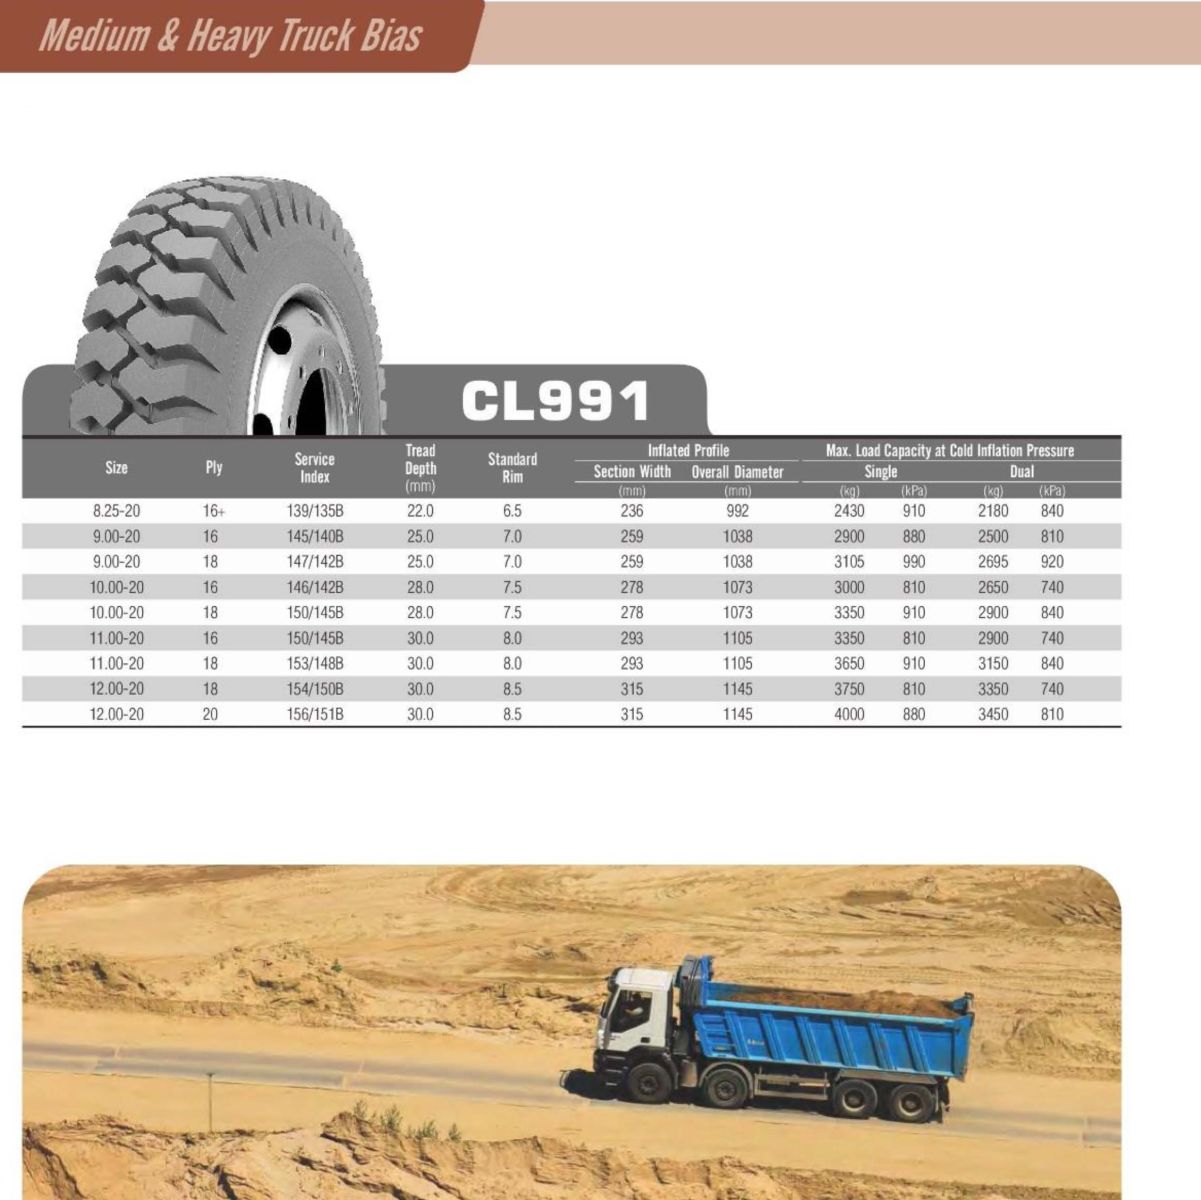 Medium & Heavy Truck Bias
CL991
Size Ply Service Index Tread Depth (mm) Standard Rim Inflated Profile Max. Load Capacity at Cold Inflation Pressure
Section Width Overall Diameter Single Dual
(mm) (mm) (kg) (kPa) (kg) (kPa)
8.25-20 16+ 139/135B 22.0 6.5 236 992 2430 910 2180 840
9.00-20 16 145/140B 25.0 7.0 259 1038 2900 880 2500 810
9.00-20 18 147/142B 25.0 7.0 259 1038 3105 990 2695 920
10.00-20 16 146/142B 28.0 7.5 278 1073 3000 810 2650 740
10.00-20 18 150/145B 28.0 7.5 278 1073 3350 910 2900 840
11.00-20 16 150/145B 30.0 8.0 293 1105 3350 810 2900 740
11.00-20 18 153/148B 30.0 8.0 293 1105 3650 910 3150 840
12.00-20 18 154/150B 30.0 8.5 315 1145 3750 810 3350 740
12.00-20 20 156/151B 30.0 8.5 315 1145 4000 880 3450 810